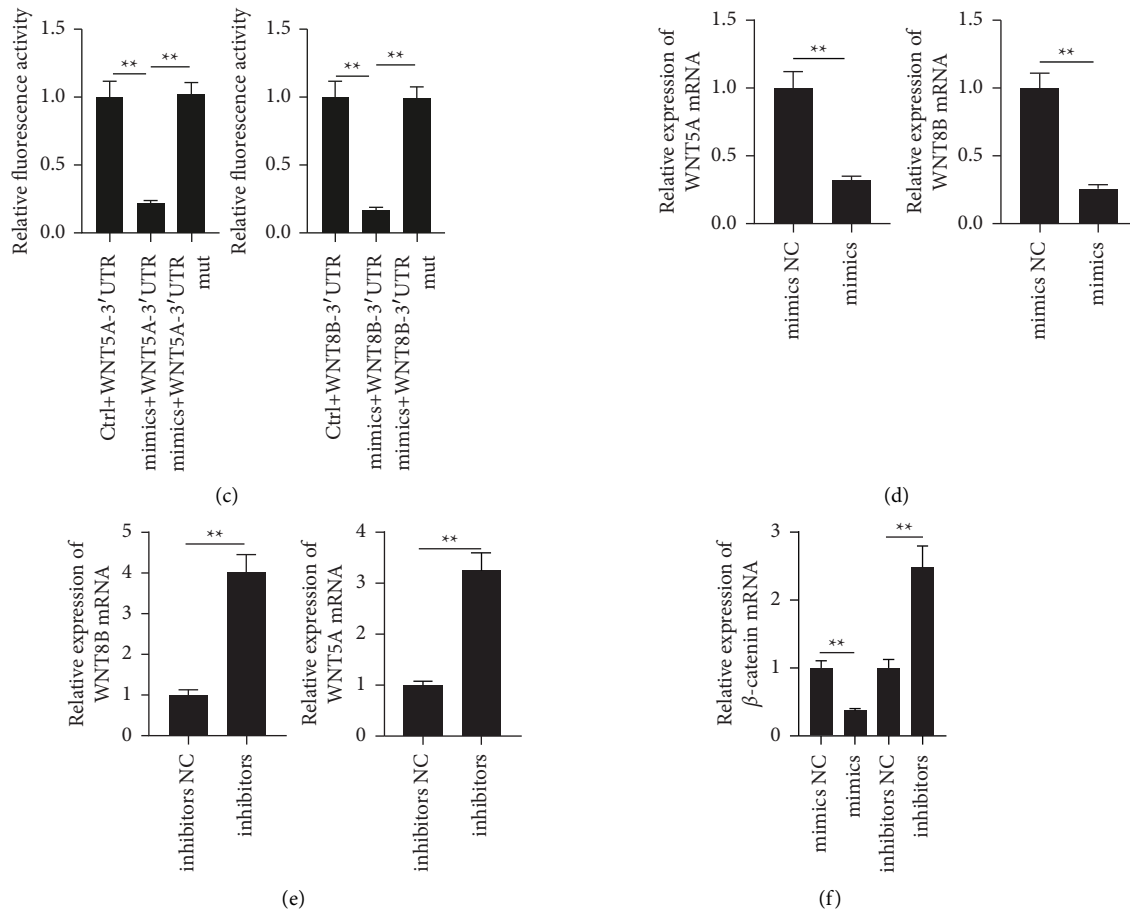 Relative fluorescence activity
1.5
1.0
0.5
0.0
**
**
Ctrl+WNT5A-3′UTR
mimics+WNT5A-3′UTR
mimics+WNT5A-3′UTR
mut
Relative fluorescence activity
1.5
1.0
0.5
0.0
**
**
Ctrl+WNT8B-3′UTR
mimics+WNT8B-3′UTR
mimics+WNT8B-3′UTR
mut
(c)
Relative expression of
WNT5A mRNA
1.5
1.0
0.5
0.0
**
mimics NC
mimics
Relative expression of
WNT8B mRNA
1.5
1.0
0.5
0.0
**
mimics NC
mimics
(d)
Relative expression of
WNT8B mRNA
5
4
3
2
1
0
**
inhibitors NC
inhibitors
Relative expression of
WNT5A mRNA
4
3
2
1
0
**
inhibitors NC
inhibitors
(e)
Relative expression of
β-catenin mRNA
3
2
1
0
**
**
mimics NC
mimics
inhibitors NC
inhibitors
(f)